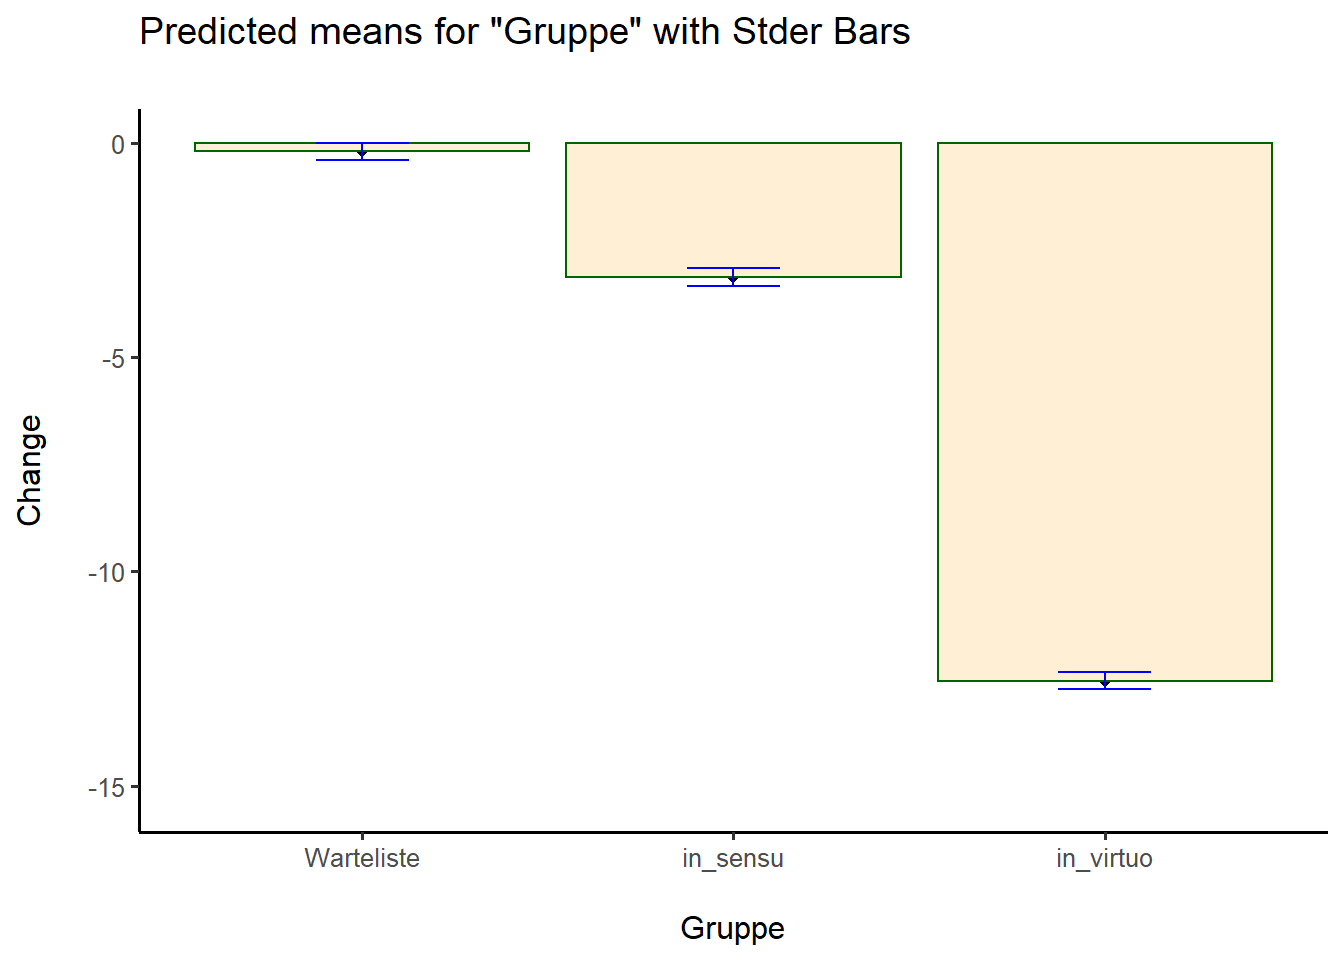 Predicted means for "Gruppe" with Stder Bars
0
-5
-10
-15
Change
Warteliste in_sensu in_virtuo
Gruppe